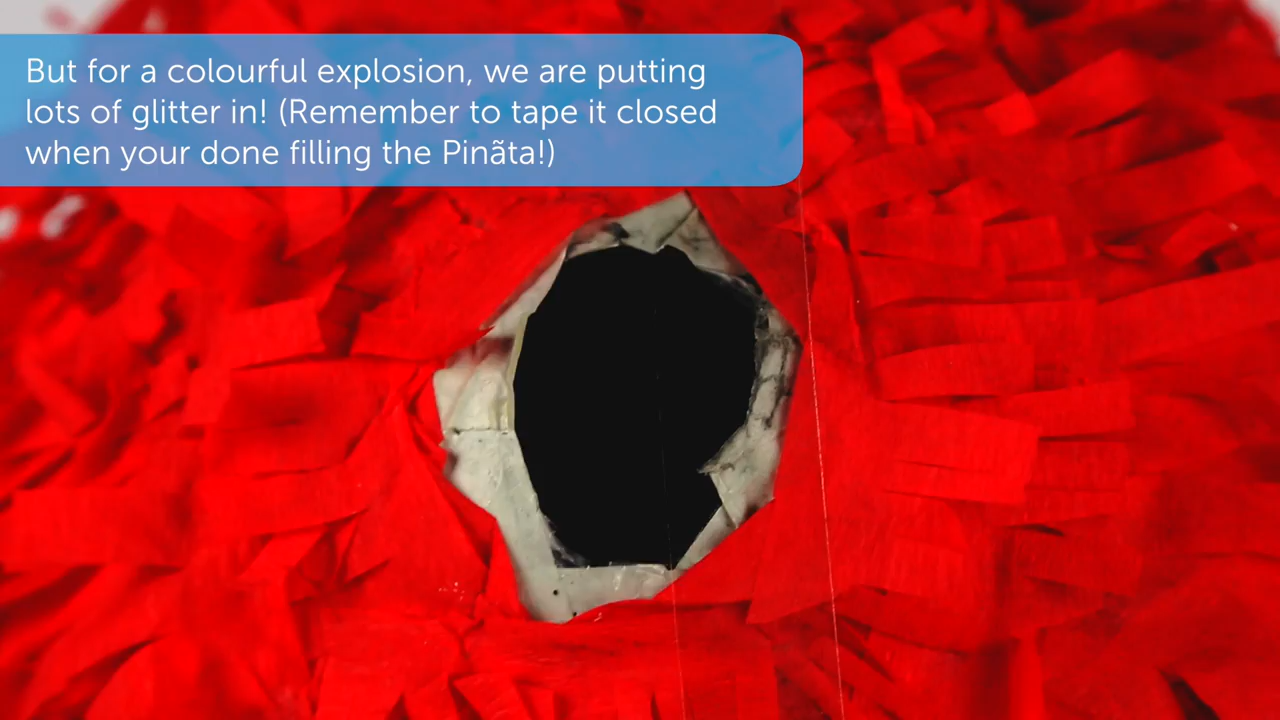 But for a colourful explosion, we are putting
lots of glitter in! (Remember to tape it closed
when your done filling the Pinãta!)